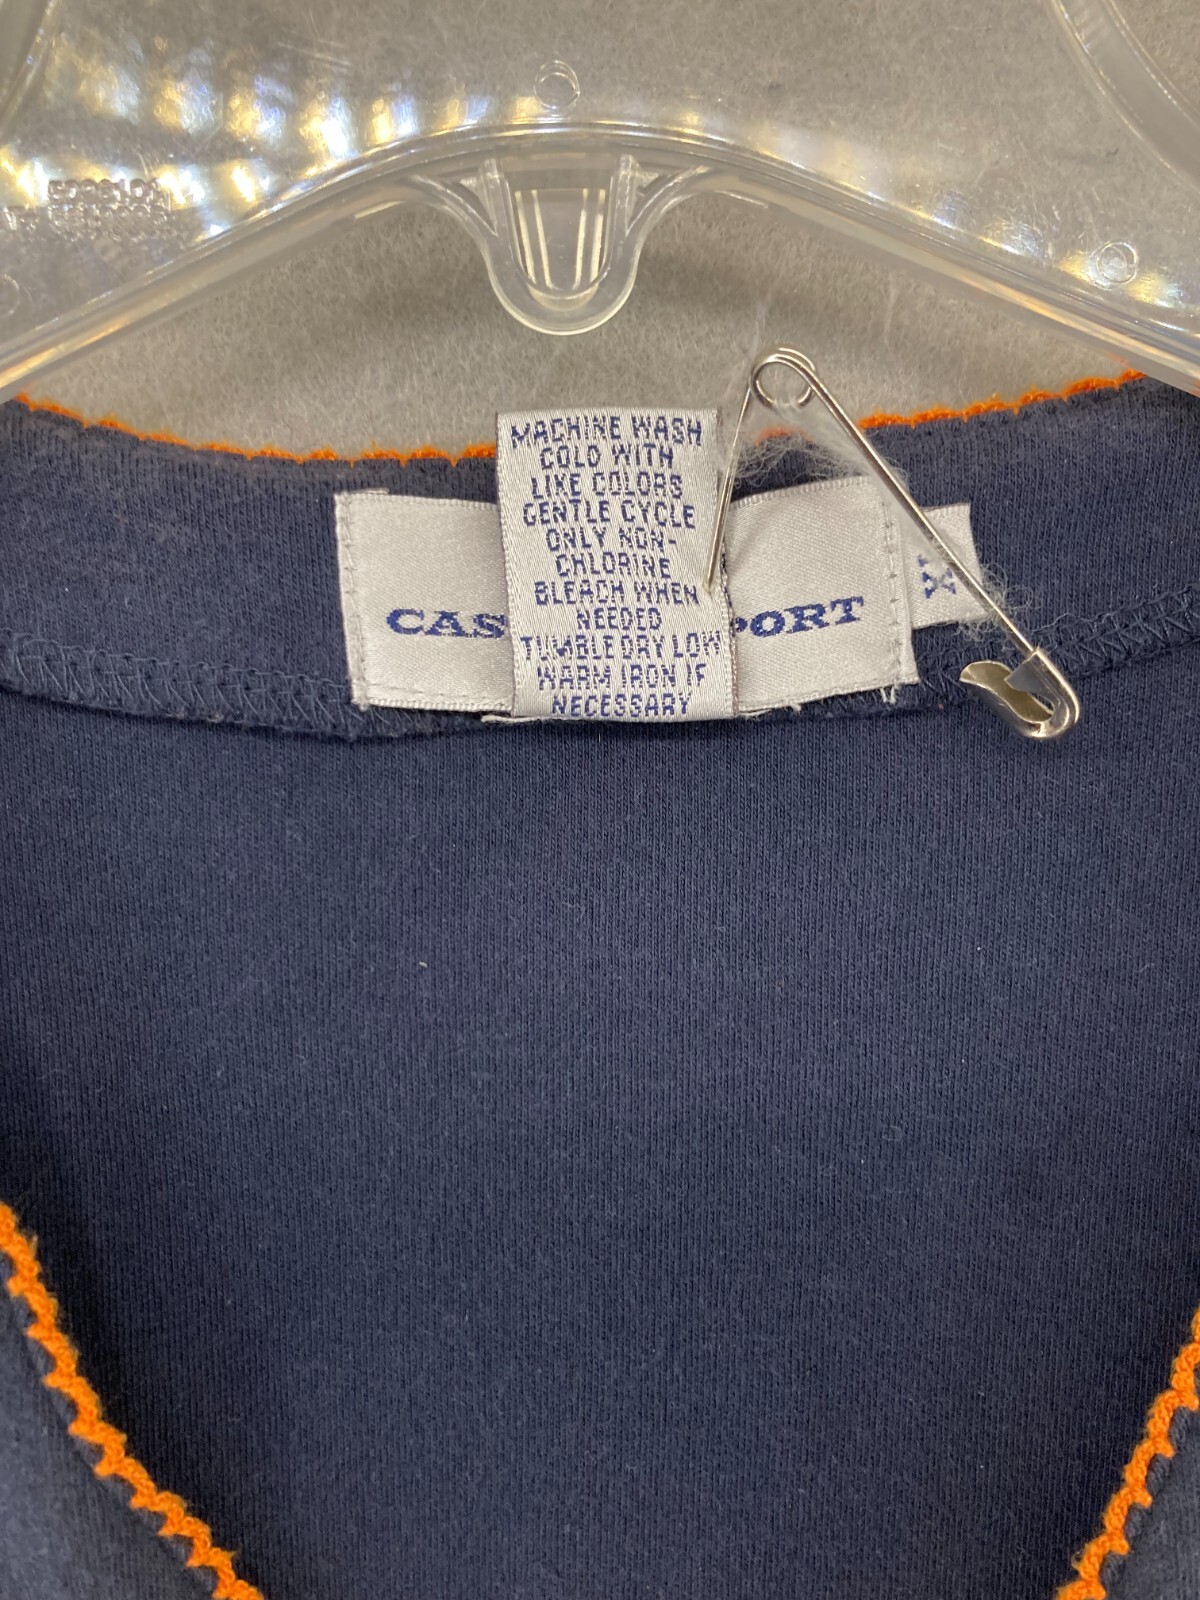 MACHINE WASH
COLD WITH
LIKE COLORS
GENTLE CYCLE
ONLY NON-
CHLORINE
BLEACH WHEN
NEEDED
TUMBLE DRY LOW
WARM IRON IF
NECESSARY
CAS PORT